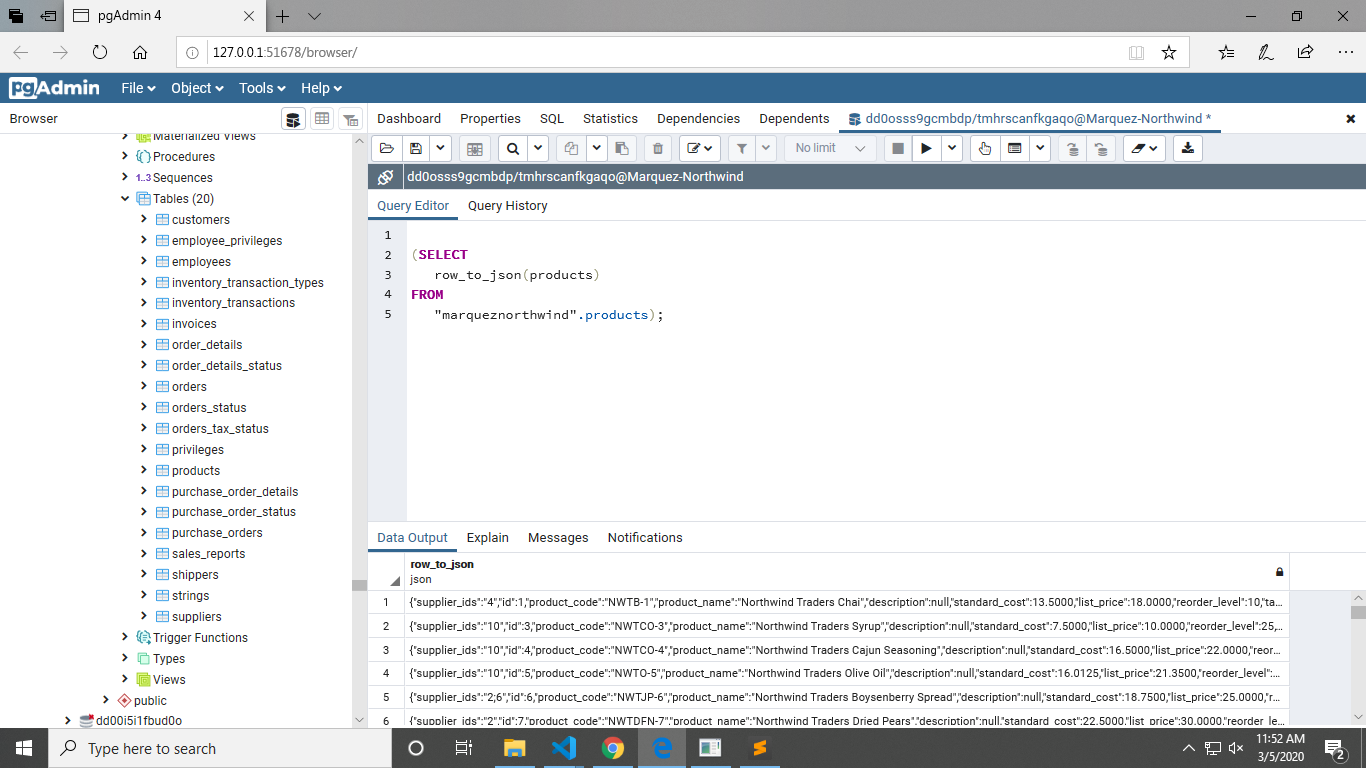 pgAdmin 4
127.0.0.1:51678/browser/
pgAdmin File Object Tools Help
Browser
Dashboard Properties SQL Statistics Dependencies Dependents dd0osss9gcmbdp/tmhrscanfkgaqo@Marquez-Northwind *
Materialized Views
Procedures
1..3 Sequences
Tables (20)
customers
employee_privileges
employees
inventory_transaction_types
inventory_transactions
invoices
order_details
order_details_status
orders
orders_status
orders_tax_status
privileges
products
purchase_order_details
purchase_order_status
purchase_orders
sales_reports
shippers
strings
suppliers
Trigger Functions
Types
Views
public
dd00i5i1fbud0o
No limit
dd0osss9gcmbdp/tmhrscanfkgaqo@Marquez-Northwind
Query Editor Query History
1
2 (SELECT
3 row_to_json(products)
4 FROM
5 "marqueznorthwind".products);
Data Output Explain Messages Notifications
row_to_json
json
1 {"supplier_ids":"4","id":1,"product_code":"NWTB-1","product_name":"Northwind Traders Chai","description":null,"standard_cost":13.5000,"list_price":18.0000,"reorder_level":10,"ta...
2 {"supplier_ids":"10","id":3,"product_code":"NWTCO-3","product_name":"Northwind Traders Syrup","description":null,"standard_cost":7.5000,"list_price":10.0000,"reorder_level":25,...
3 {"supplier_ids":"10","id":4,"product_code":"NWTCO-4","product_name":"Northwind Traders Cajun Seasoning","description":null,"standard_cost":16.5000,"list_price":22.0000,"reor...
4 {"supplier_ids":"10","id":5,"product_code":"NWTO-5","product_name":"Northwind Traders Olive Oil","description":null,"standard_cost":16.0125,"list_price":21.3500,"reorder_level":...
5 {"supplier_ids":"2;6","id":6,"product_code":"NWTJP-6","product_name":"Northwind Traders Boysenberry Spread","description":null,"standard_cost":18.7500,"list_price":25.0000,"r...
6 {"supplier_ids":"2","id":7,"product_code":"NWTDFN-7","product_name":"Northwind Traders Dried Pears","description":null,"standard_cost":22.5000,"list_price":30.0000,"reorder_le...
Type here to search
11:52 AM
3/5/2020
2